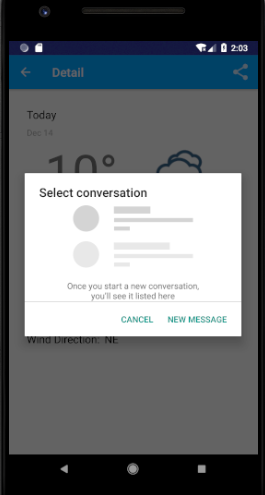 2:03
Detail
Today
Dec 14
10°
Select conversation
Once you start a new conversation,
you'll see it listed here
CANCEL NEW MESSAGE
Wind Direction: NE